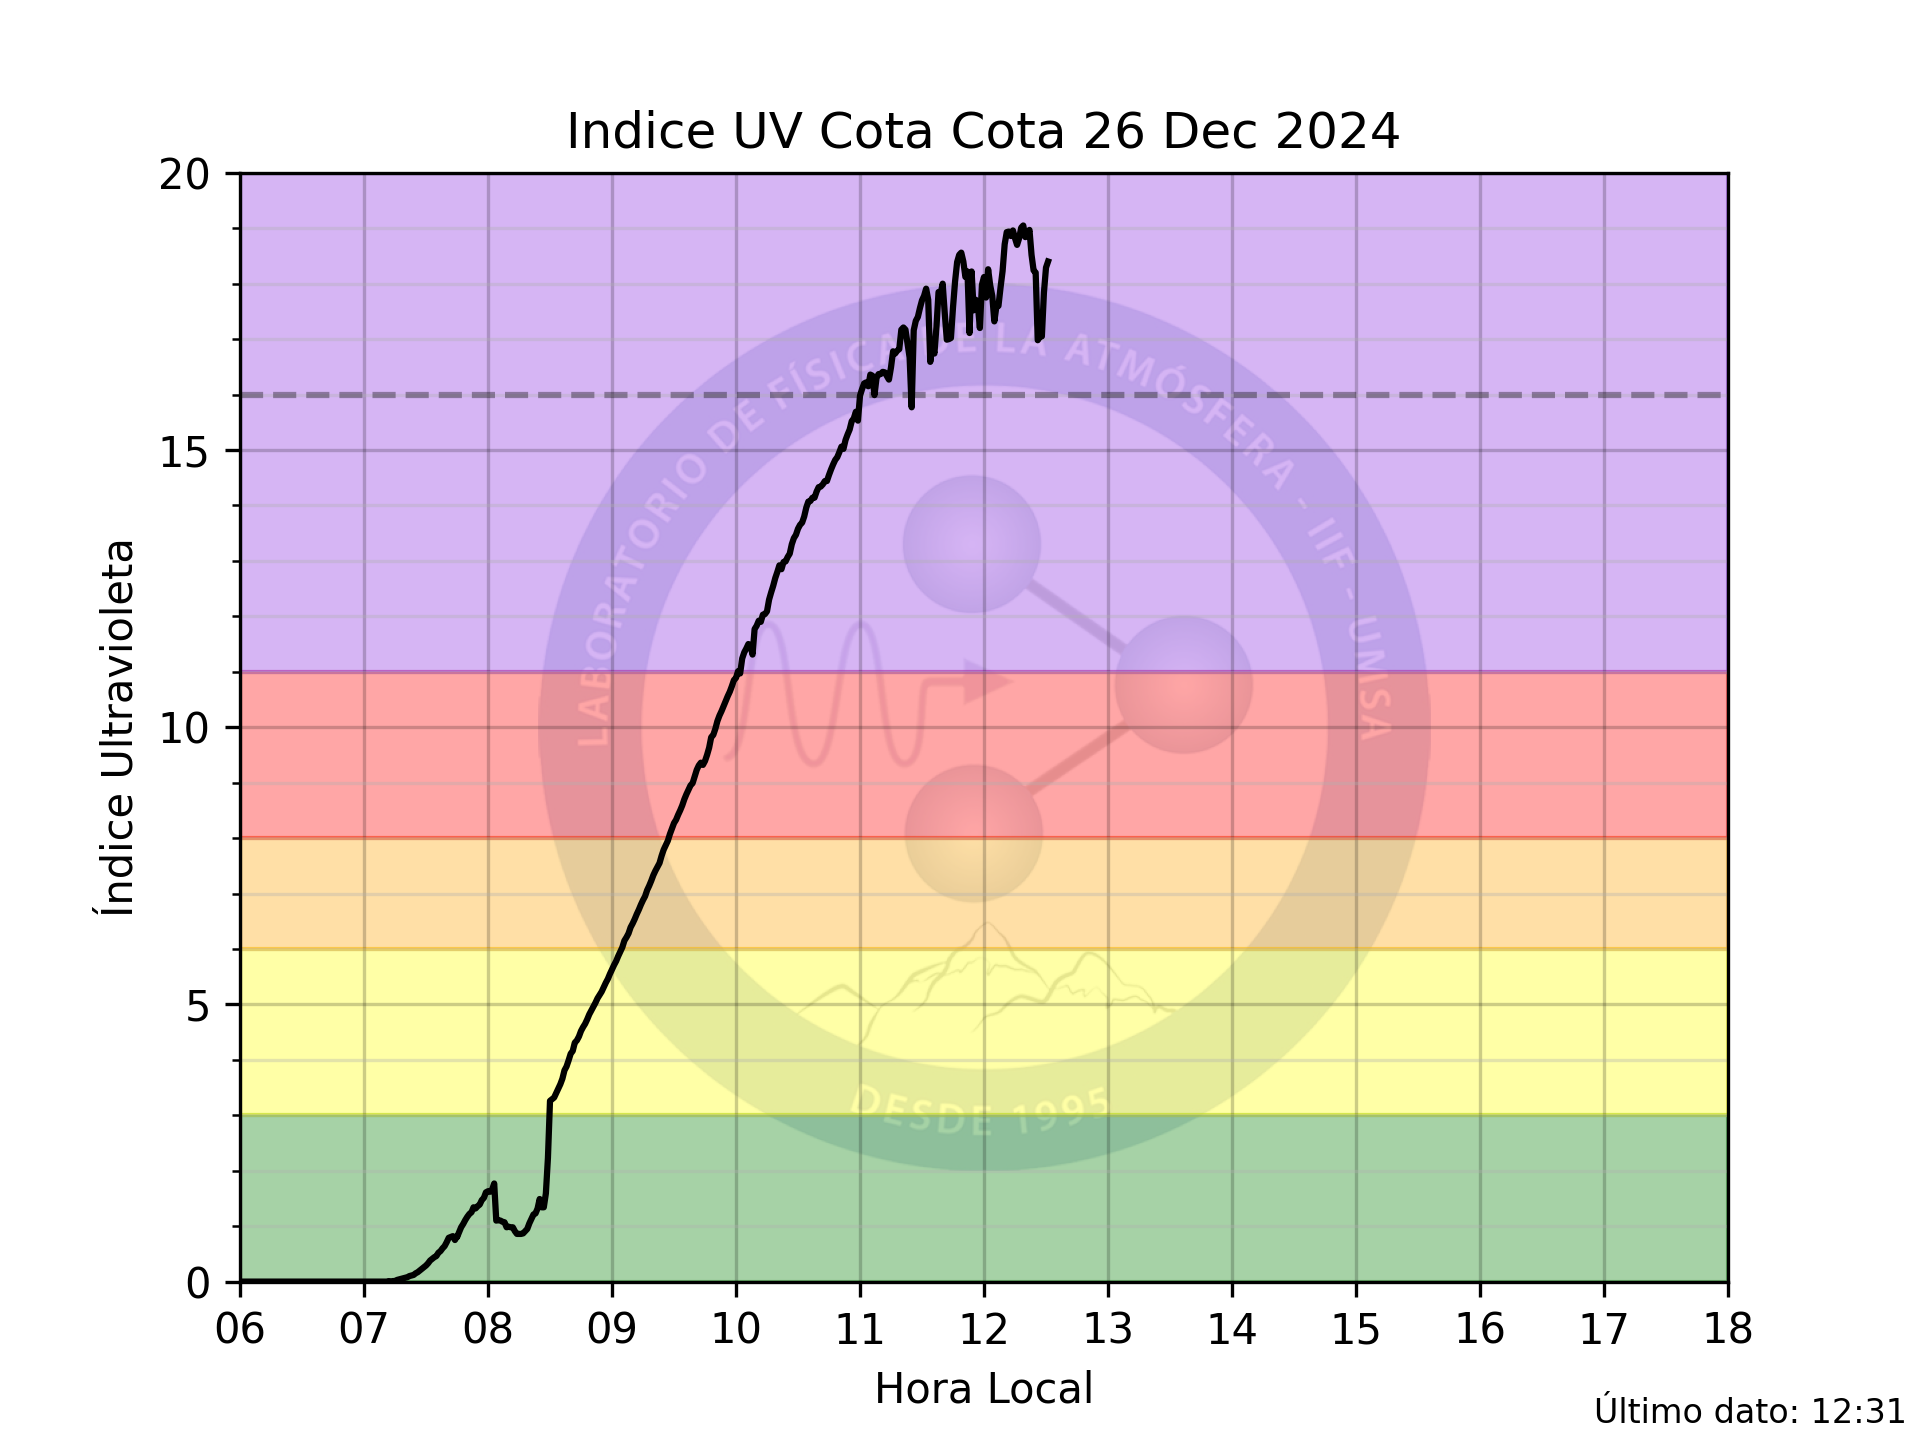 Indice UV Cota Cota 26 Dec 2024
20
15
10
5
0
Índice Ultravioleta
LABORATORIO DE FÍSICA DE LA ATMÓSFERA - IIF - UMSA
DESDE 1995
06 07 08 09 10 11 12 13 14 15 16 17 18
Hora Local
Último dato: 12:31